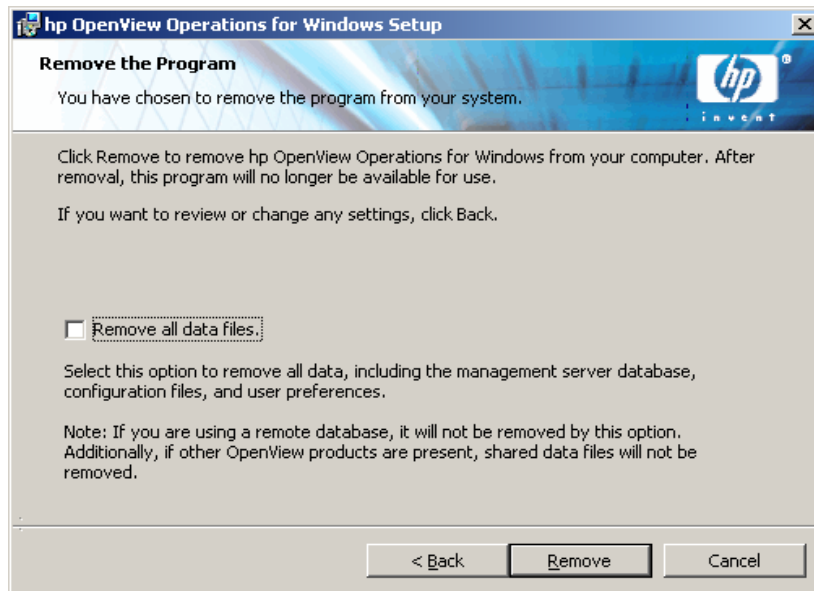 hp OpenView Operations for Windows Setup
Remove the Program
You have chosen to remove the program from your system.
hp
®
invent
Click Remove to remove hp OpenView Operations for Windows from your computer. After
removal, this program will no longer be available for use.
If you want to review or change any settings, click Back.
Remove all data files.
Select this option to remove all data, including the management server database,
configuration files, and user preferences.
Note: If you are using a remote database, it will not be removed by this option.
Additionally, if other OpenView products are present, shared data files will not be
removed.
< Back
Remove
Cancel